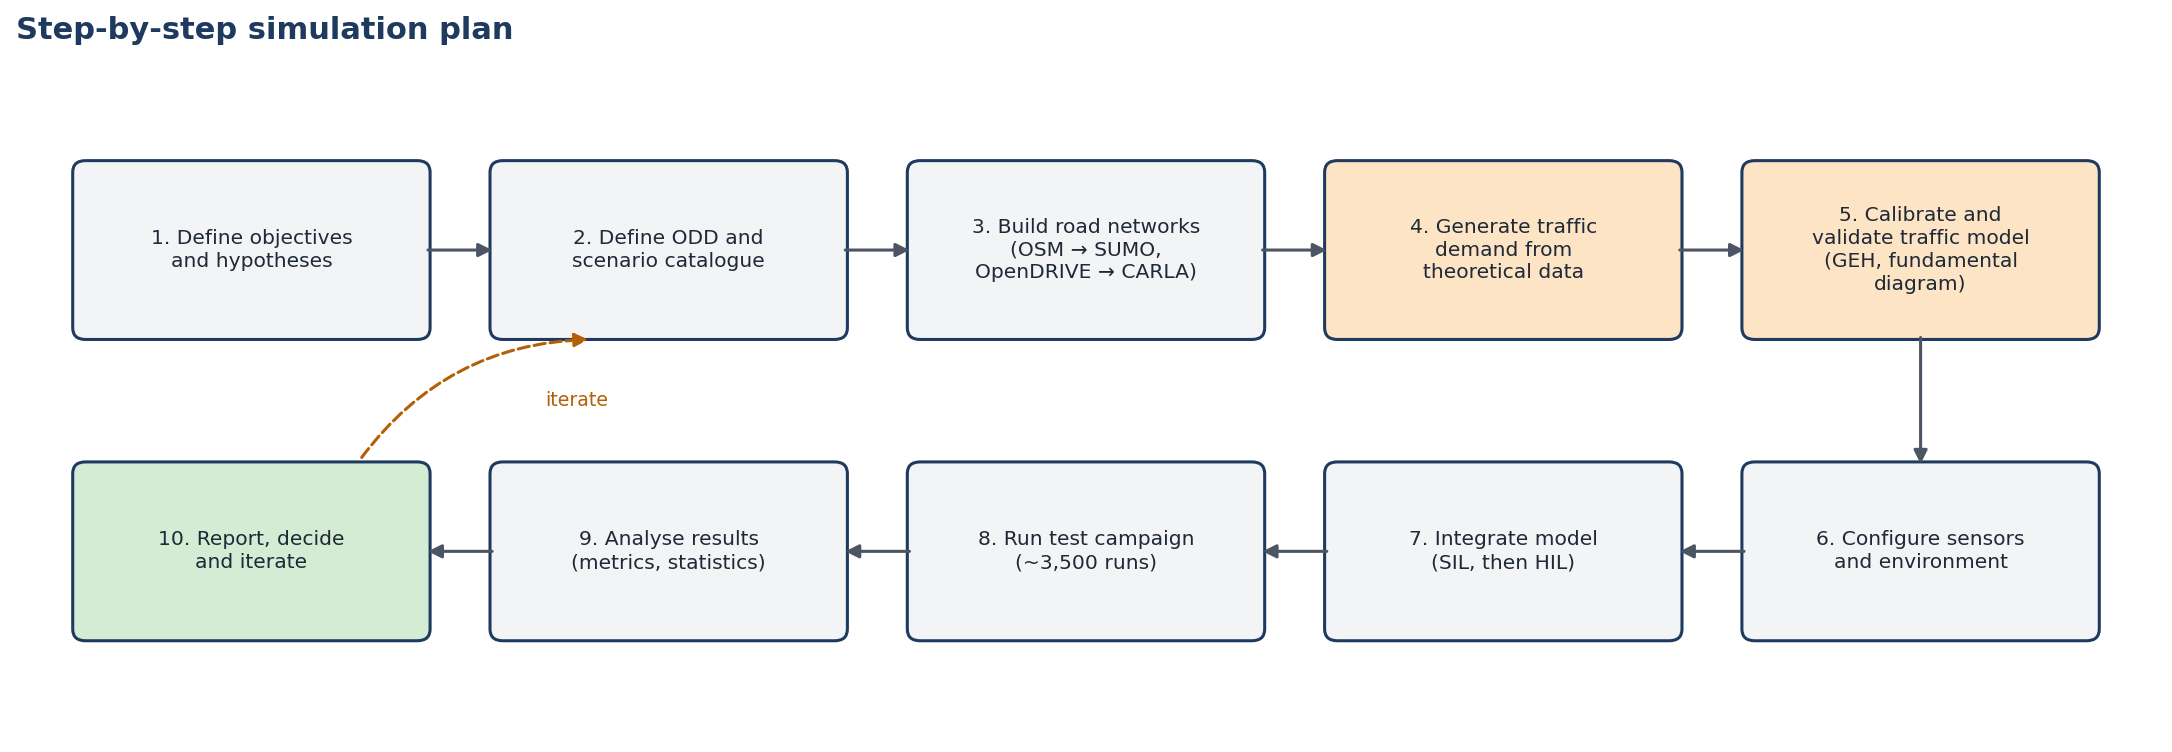 Step-by-step simulation plan
1. Define objectives
and hypotheses
2. Define ODD and
scenario catalogue
3. Build road networks
(OSM → SUMO,
OpenDRIVE → CARLA)
4. Generate traffic
demand from
theoretical data
5. Calibrate and
validate traffic model
(GEH, fundamental
diagram)
iterate
10. Report, decide
and iterate
9. Analyse results
(metrics, statistics)
8. Run test campaign
(~3,500 runs)
7. Integrate model
(SIL, then HIL)
6. Configure sensors
and environment